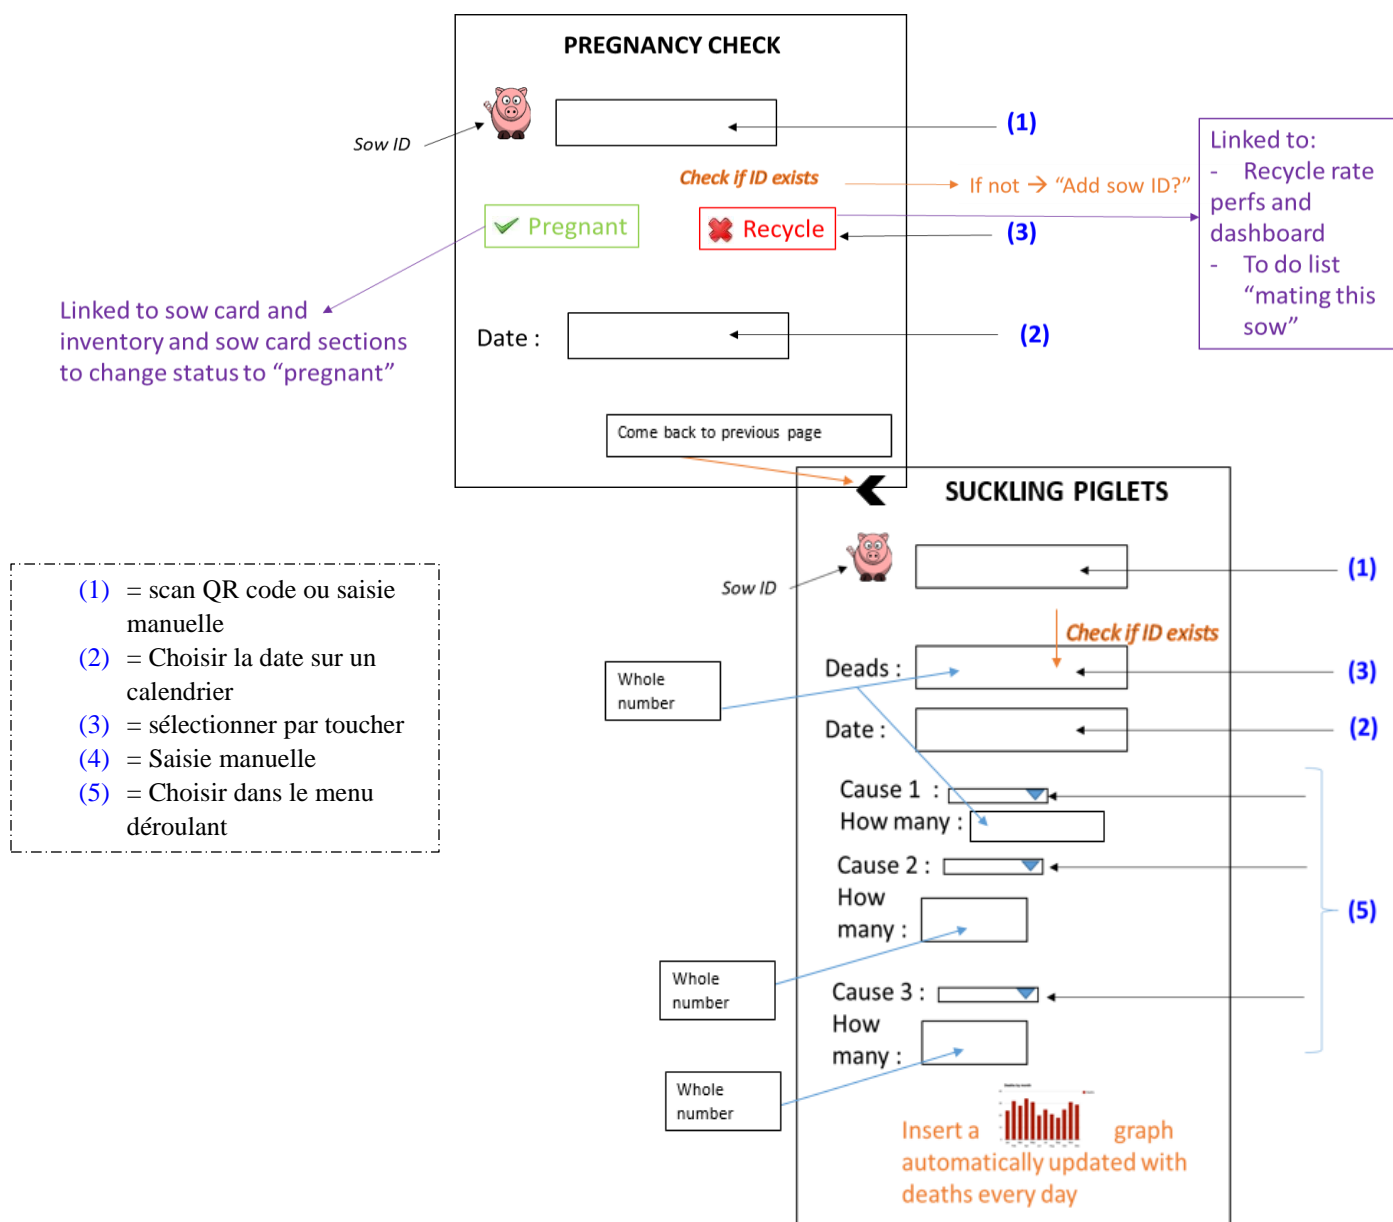 PREGNANCY CHECK
Sow ID
(1)
Check if ID exists
If not → “Add sow ID?”
Linked to:
- Recycle rate
perfs and
dashboard
- To do list
“mating this
sow”
Pregnant
Recycle
(3)
Linked to sow card and
inventory and sow card sections
to change status to “pregnant”
Date :
(2)
Come back to previous page
SUCKLING PIGLETS
Sow ID
(1)
Check if ID exists
Whole
number
Deads :
(3)
Date :
(2)
Cause 1 :
How many :
Cause 2 :
How
many :
(5)
Whole
number
Cause 3 :
How
many :
Whole
number
Insert a graph
automatically updated with
deaths every day
(1) = scan QR code ou saisie
manuelle
(2) = Choisir la date sur un
calendrier
(3) = sélectionner par toucher
(4) = Saisie manuelle
(5) = Choisir dans le menu
déroulant